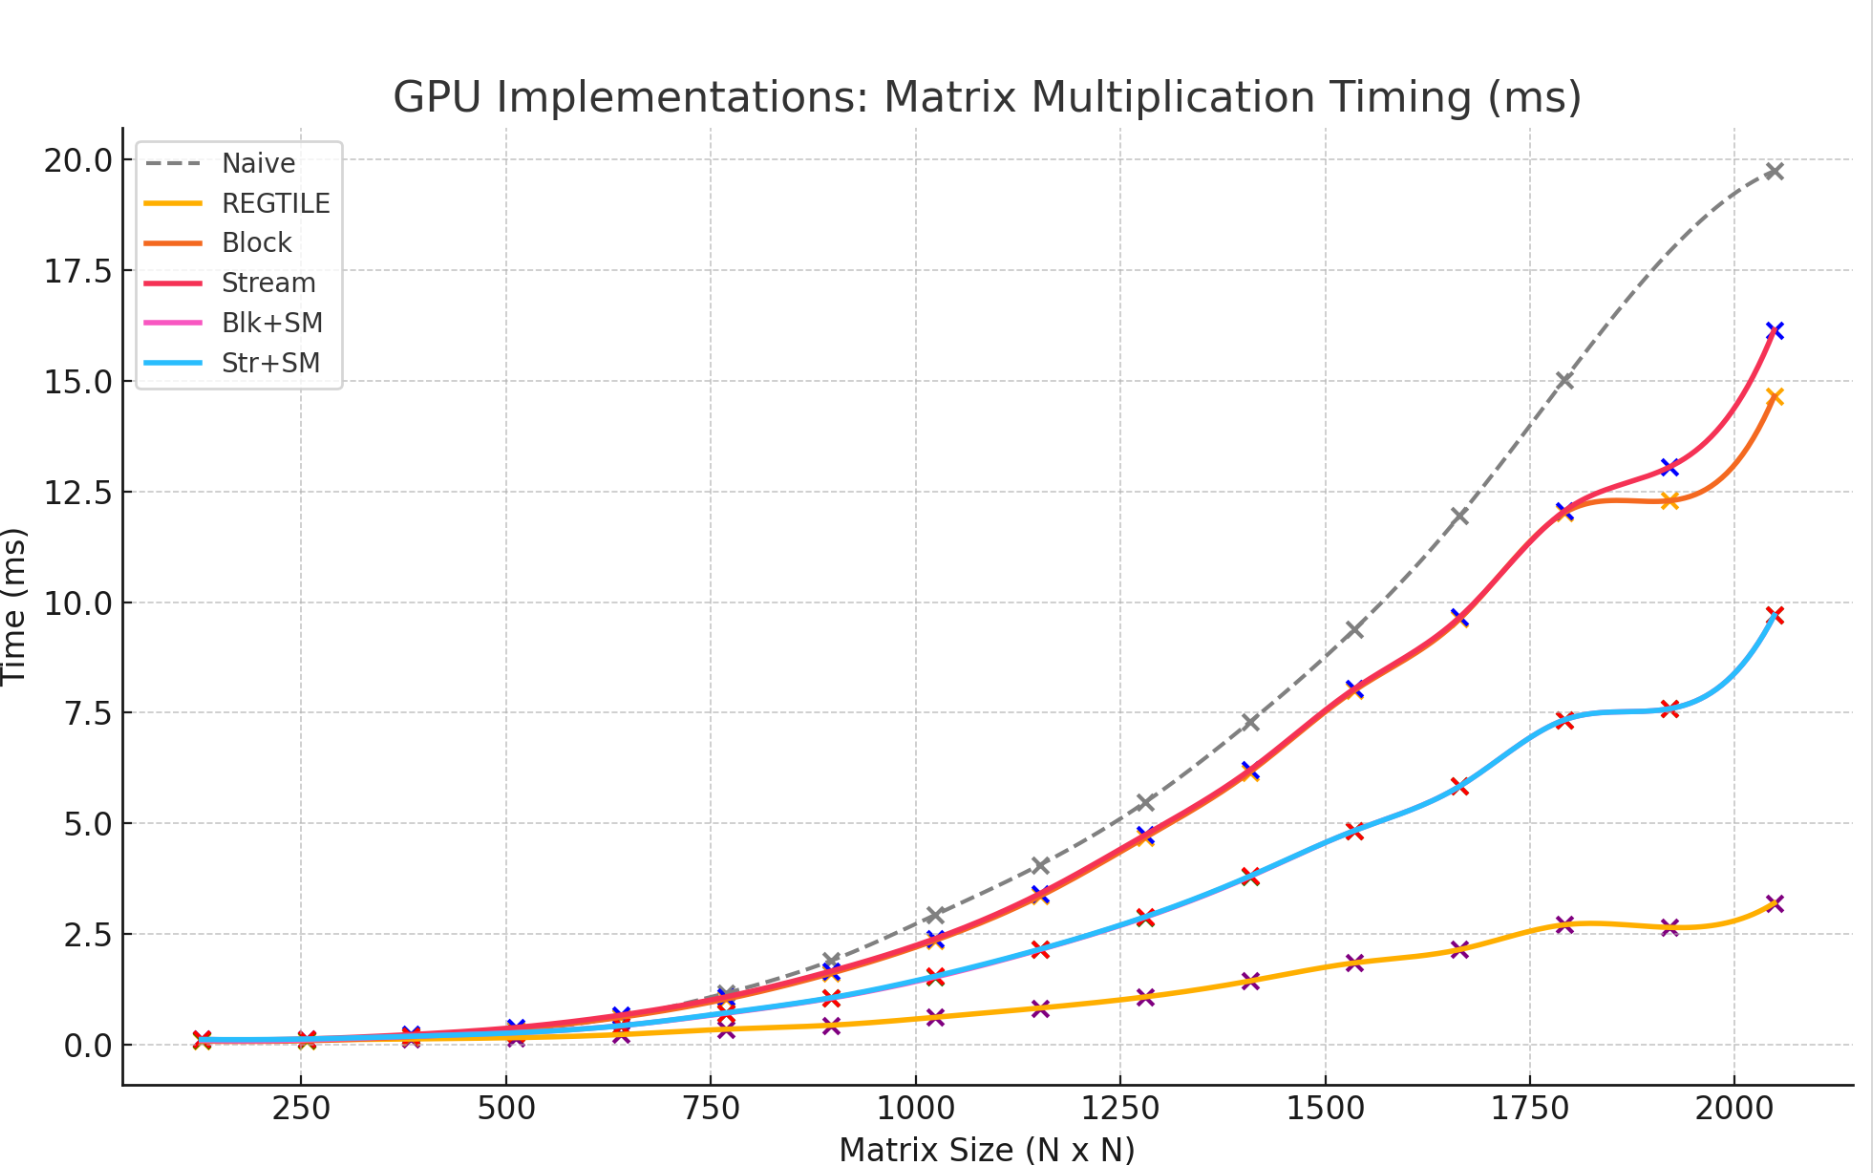 GPU Implementations: Matrix Multiplication Timing (ms)
20.0
17.5
15.0
12.5
10.0
7.5
5.0
2.5
0.0
Time (ms)
Naive
REGTILE
Block
Stream
Blk+SM
Str+SM
250 500 750 1000 1250 1500 1750 2000
Matrix Size (N x N)